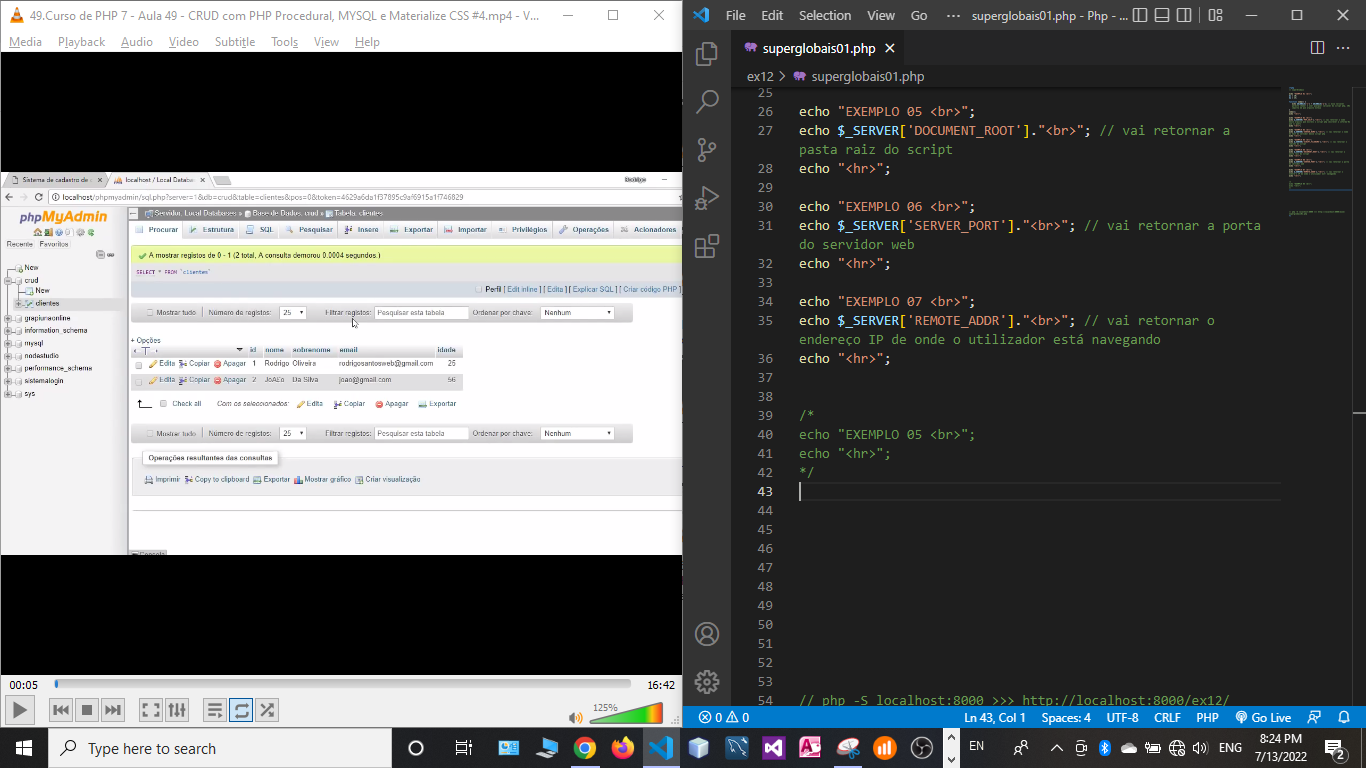 49.Curso de PHP 7 - Aula 49 - CRUD com PHP Procedural, MYSQL e Materialize CSS #4.mp4 - V...
Media Playback Audio Video Subtitle Tools View Help
Sistema de cadastro de
localhost / Local Databa
Rodrigo
localhost/phpmyadmin/sql.php?server=1&db=crud&table=clientes&pos=0&token=4629a6da1f37895c9af6915a1f746829
phpMyAdmin
Recente Favoritos
New
crud
New
clientes
grapiunaonline
information_schema
mysql
nodestudio
performance_schema
sistemalogin
sys
Servidor: Local Databases » Base de Dados: crud » Tabela: clientes
Procurar Estrutura SQL Pesquisar Insere Exportar Importar Privilégios Operações Acionadores
A mostrar registos de 0 - 1 (2 total, A consulta demorou 0.0004 segundos.)
SELECT * FROM `clientes`
Perfil [ Edit inline ] [ Edita ] [ Explicar SQL ] [ Criar código PHP ]
Mostrar tudo Número de registos: 25 Filtrar registos: Pesquisar esta tabela Ordenar por chave: Nenhum
+ Opções
id nome sobrenome email idade
Edita Copiar Apagar 1 Rodrigo Oliveira rodrigosantosweb@gmail.com 25
Edita Copiar Apagar 2 JoÃ£o Da Silva joao@gmail.com 56
Check all Com os seleccionados: Edita Copiar Apagar Exportar
Mostrar tudo Número de registos: 25 Filtrar registos: Pesquisar esta tabela Ordenar por chave: Nenhum
Operações resultantes das consultas
Imprimir Copy to clipboard Exportar Mostrar gráfico Criar visualização
Consola
00:05 16:42
125%
File Edit Selection View Go ··· superglobais01.php - Php - ...
superglobais01.php
ex12 > superglobais01.php
25
26 echo "EXEMPLO 05 <br>";
27 echo $_SERVER['DOCUMENT_ROOT']."<br>"; // vai retornar a
pasta raiz do script
28 echo "<hr>";
29
30 echo "EXEMPLO 06 <br>";
31 echo $_SERVER['SERVER_PORT']."<br>"; // vai retornar a porta
do servidor web
32 echo "<hr>";
33
34 echo "EXEMPLO 07 <br>";
35 echo $_SERVER['REMOTE_ADDR']."<br>"; // vai retornar o
endereço IP de onde o utilizador está navegando
36 echo "<hr>";
37
38
39 /*
40 echo "EXEMPLO 05 <br>";
41 echo "<hr>";
42 */
43
44
45
46
47
48
49
50
51
52
53
54 // php -S localhost:8000 >>> http://localhost:8000/ex12/
0 0 Ln 43, Col 1 Spaces: 4 UTF-8 CRLF PHP Go Live
Type here to search
EN
ENG
8:24 PM
7/13/2022
2